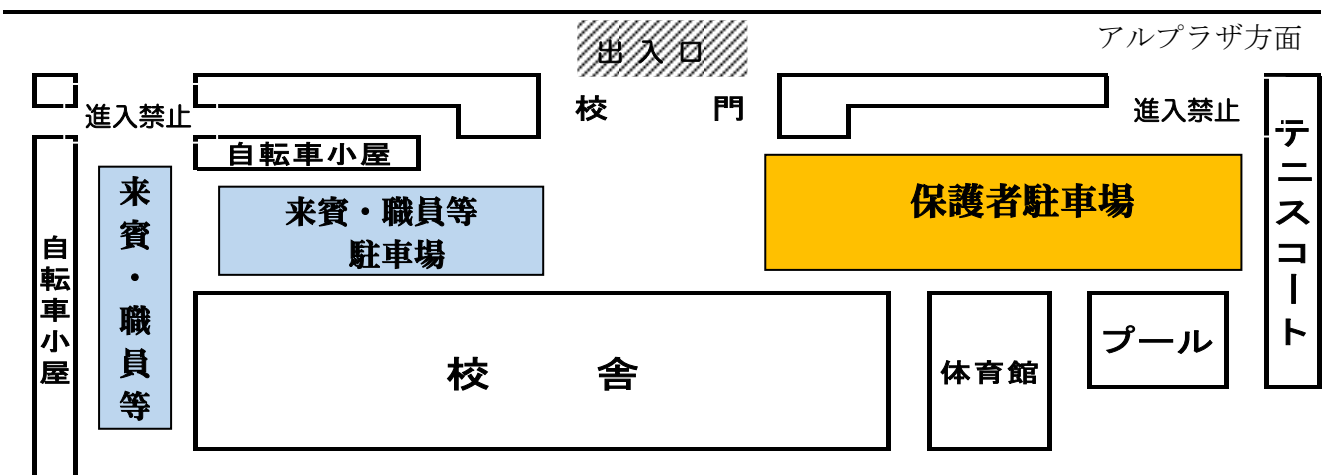 アルプラザ方面
出入口
校門
進入禁止
進入禁止
自転車小屋
来賓・職員等
来賓・職員等
駐車場
保護者駐車場
テニスコート
自転車小屋
校舎
体育館
プール